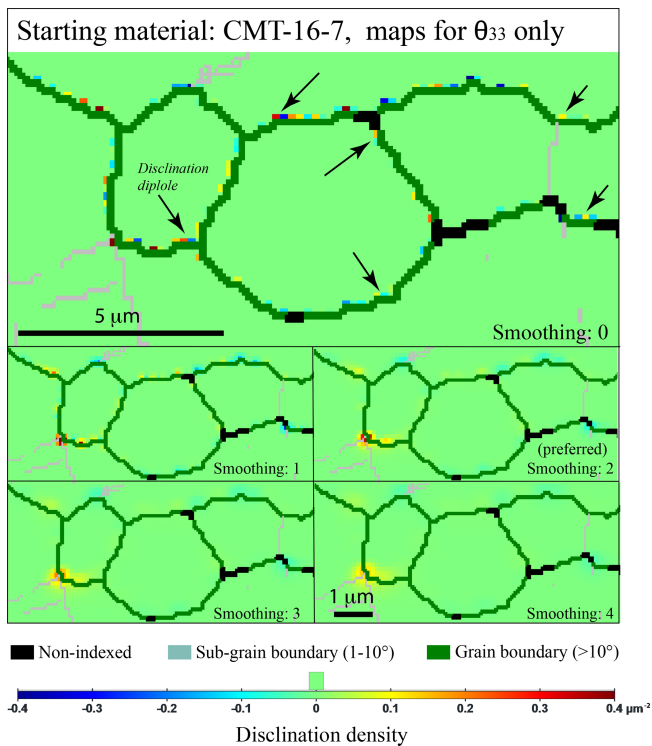 Starting material: CMT-16-7, maps for θ33 only
Disclination
diplole
5 μm
Smoothing: 0
Smoothing: 1
(preferred)
Smoothing: 2
Smoothing: 3
1 μm
Smoothing: 4
Non-indexed
Sub-grain boundary (1-10°)
Grain boundary (>10°)
-0.4 -0.3 -0.2 -0.1 0 0.1 0.2 0.3 0.4 μm-2
Disclination density